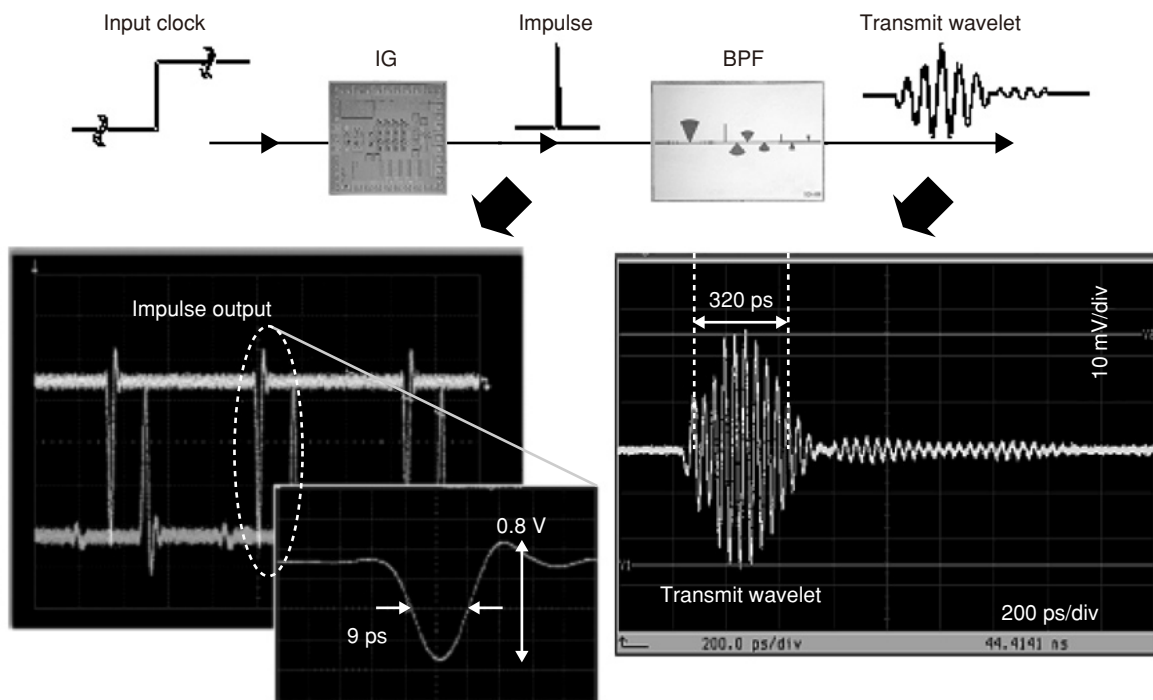 Input clock
IG
Impulse
BPF
Transmit wavelet
Impulse output
0.8 V
9 ps
320 ps
10 mV/div
Transmit wavelet
200 ps/div
200.0 ps/div
44.4141 ns
Y1